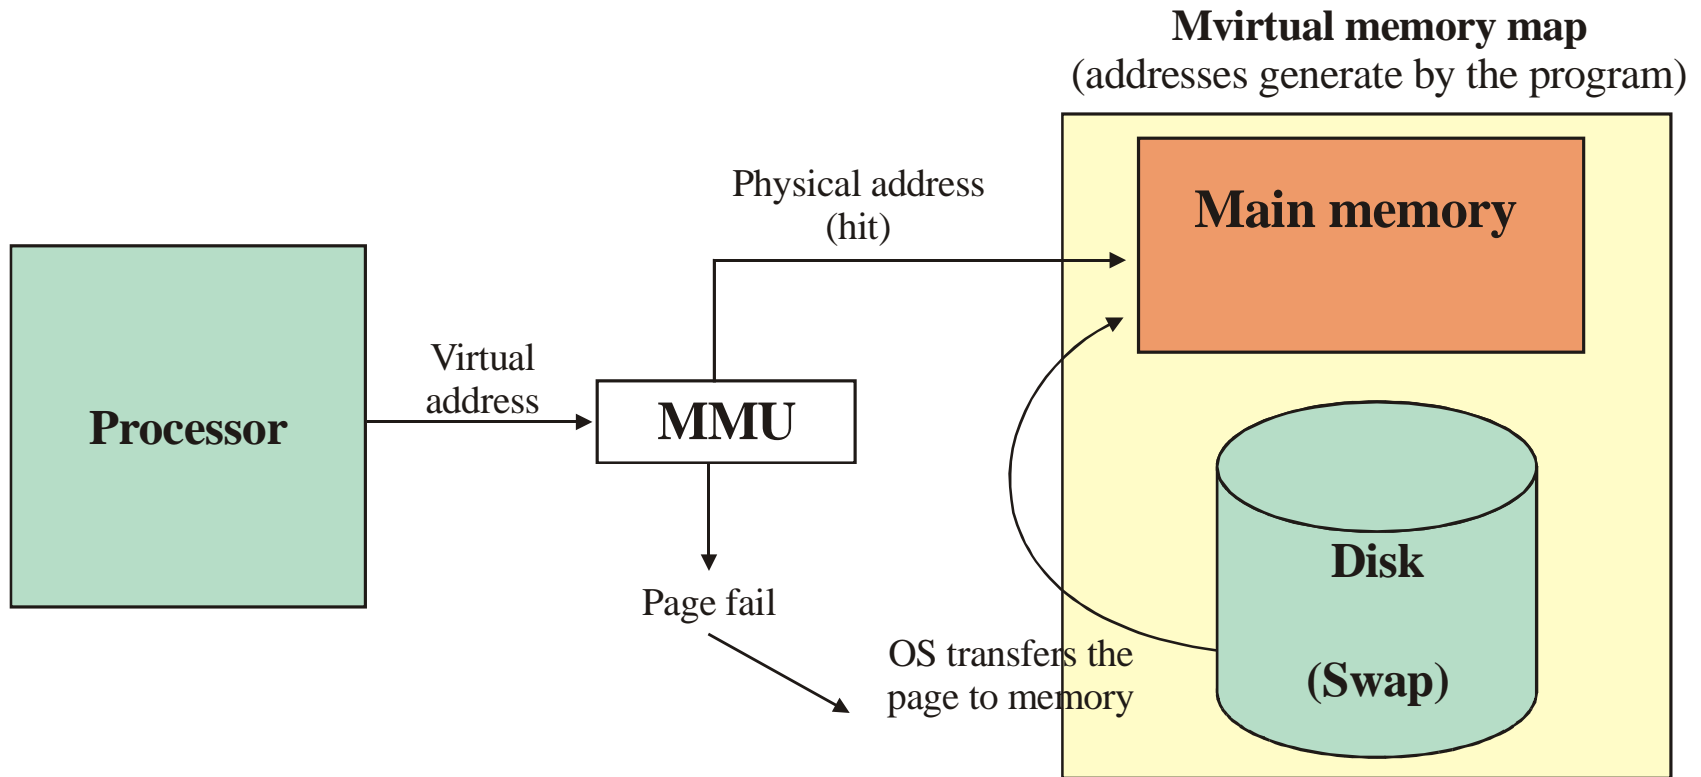 Mvirtual memory map
(addresses generate by the program)
Physical address
(hit)
Main memory
Virtual
address
Processor
MMU
Page fail
OS transfers the
page to memory
Disk
(Swap)